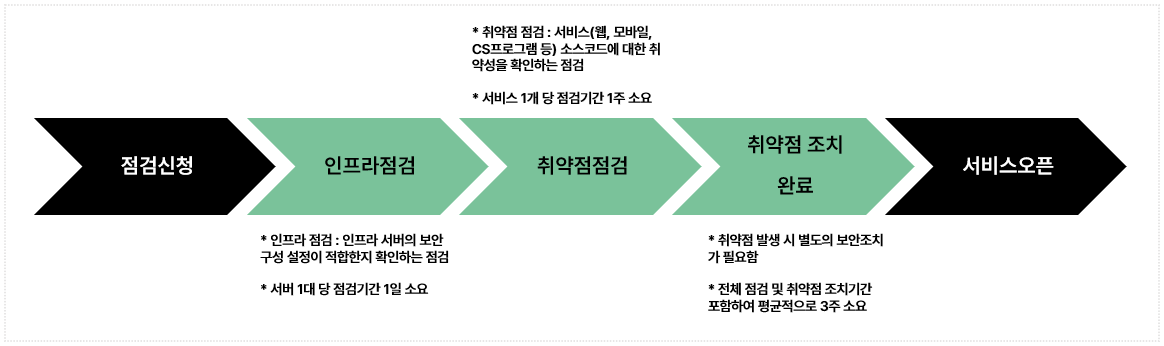 * 취약점 점검 : 서비스(웹, 모바일,
CS프로그램 등) 소스코드에 대한 취
약성을 확인하는 점검
* 서비스 1개 당 점검기간 1주 소요
점검신청
인프라점검
취약점점검
취약점 조치
완료
서비스오픈
* 인프라 점검 : 인프라 서버의 보안
구성 설정이 적합한지 확인하는 점검
* 서버 1대 당 점검기간 1일 소요
* 취약점 발생 시 별도의 보안조치
가 필요함
* 전체 점검 및 취약점 조치기간
포함하여 평균적으로 3주 소요